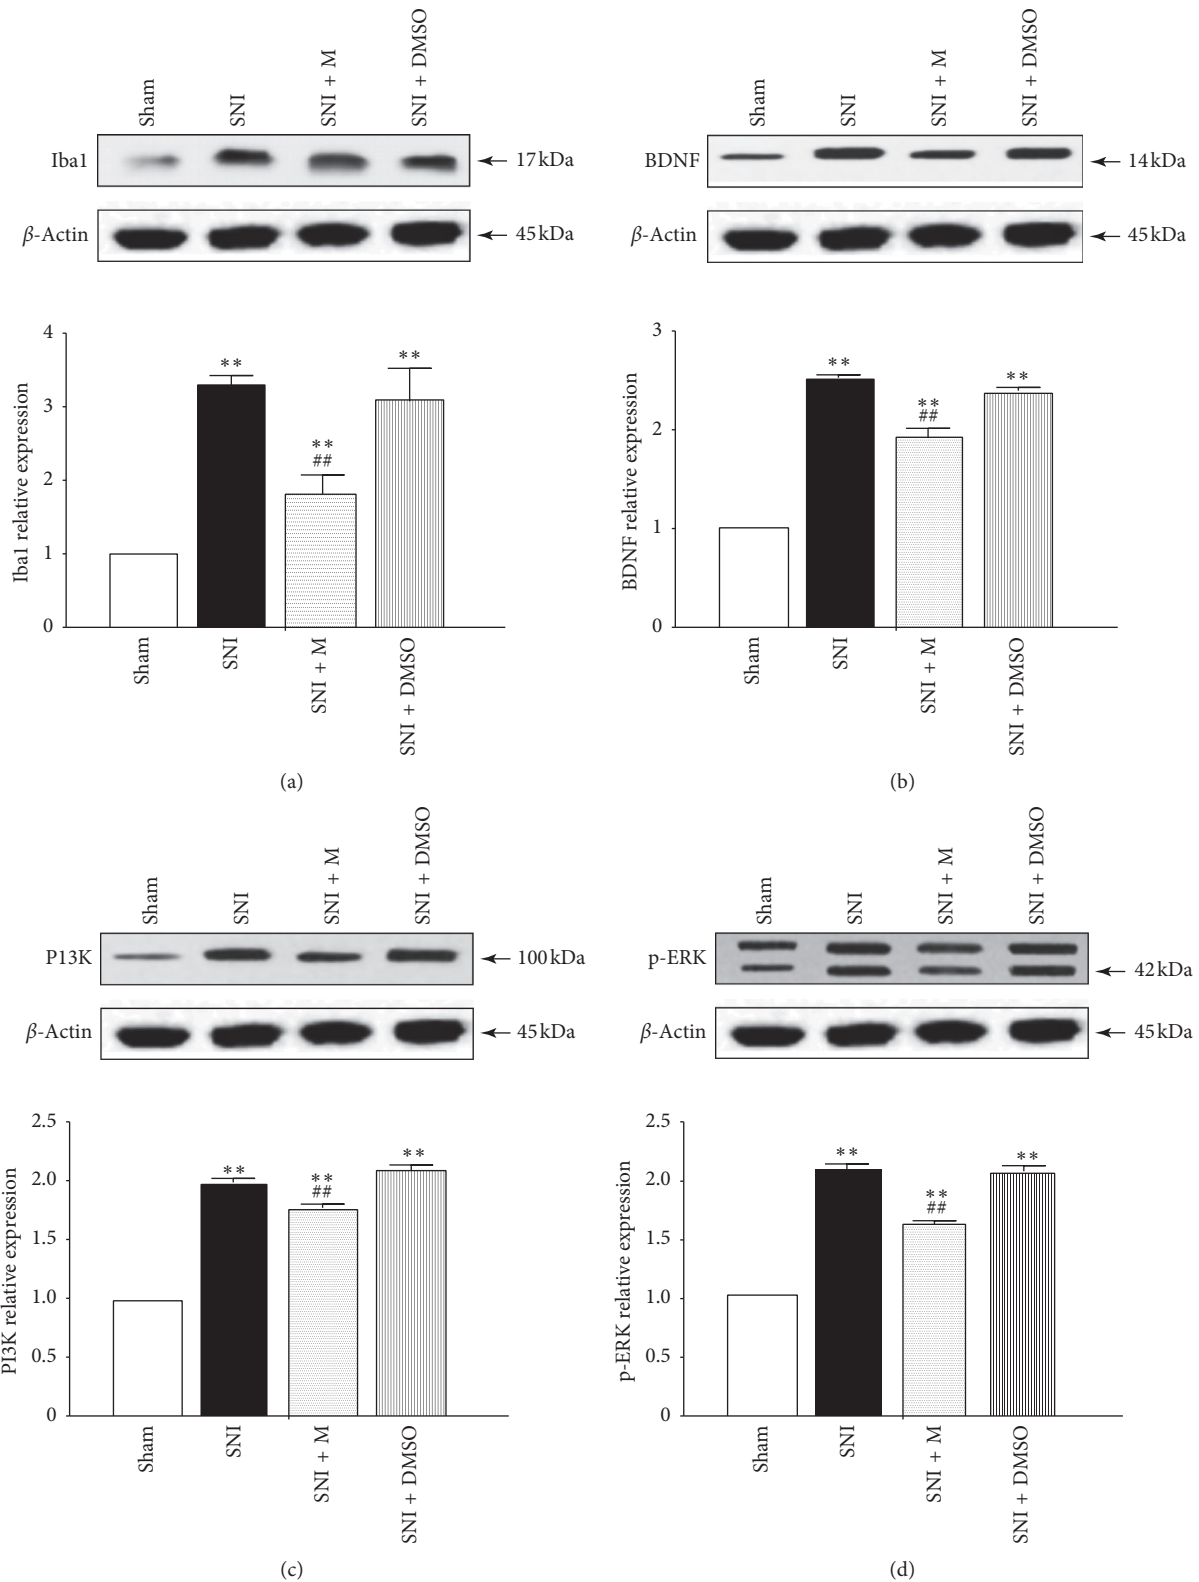 Sham
SNI
SNI + M
SNI + DMSO
Iba1
17 kDa
β-Actin
45 kDa
4
3
2
1
0
Iba1 relative expression
**
**
##
**
Sham
SNI
SNI + M
SNI + DMSO
(a)
Sham
SNI
SNI + M
SNI + DMSO
BDNF
14 kDa
β-Actin
45 kDa
3
2
1
0
BDNF relative expression
**
**
##
**
Sham
SNI
SNI + M
SNI + DMSO
(b)
Sham
SNI
SNI + M
SNI + DMSO
P13K
100 kDa
β-Actin
45 kDa
2.5
2.0
1.5
1.0
0.5
0
PI3K relative expression
**
**
##
**
Sham
SNI
SNI + M
SNI + DMSO
(c)
Sham
SNI
SNI + M
SNI + DMSO
p-ERK
42 kDa
β-Actin
45 kDa
2.5
2.0
1.5
1.0
0.5
0
p-ERK relative expression
**
**
##
**
Sham
SNI
SNI + M
SNI + DMSO
(d)